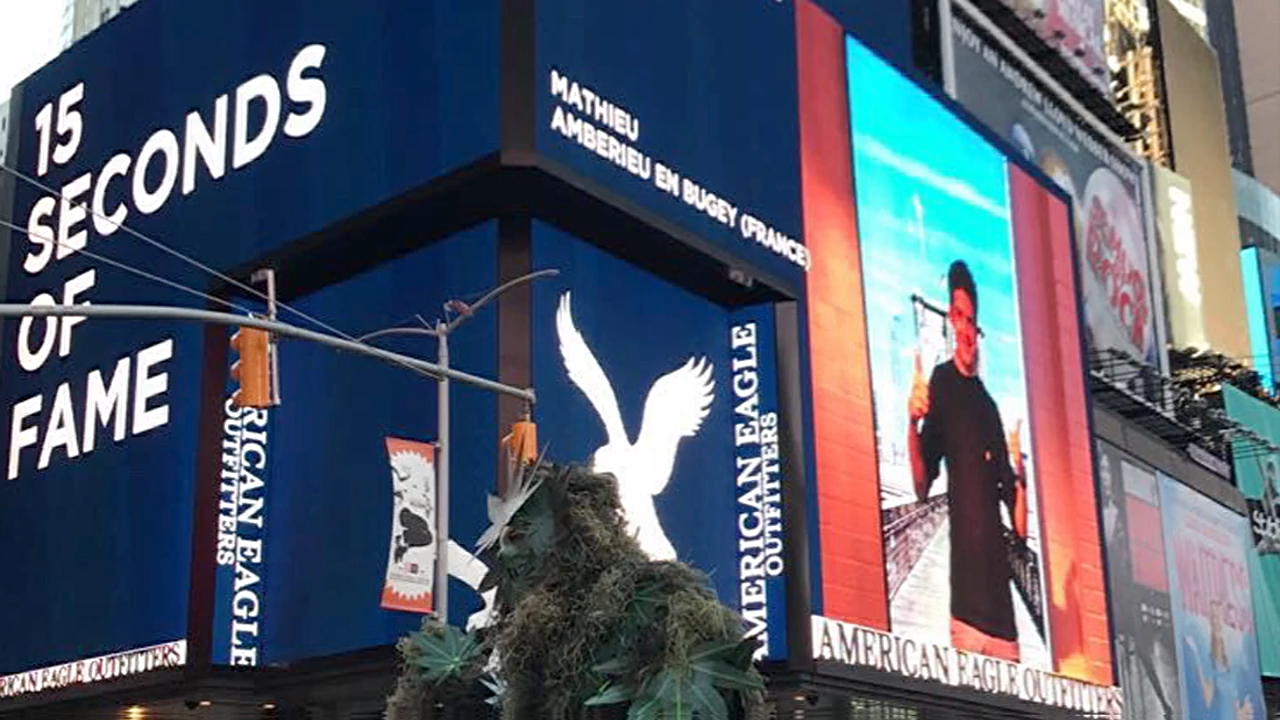 15
SECONDS
OF
FAME
MATHIEU
AMBERIEU EN BUGEY (FRANCE)
AMERICAN EAGLE
OUTFITTERS
RICAN EAGLE
OUTFITTERS
RICAN EAGLE OUTFITTERS
AMERICAN EAGLE OUTFITTERS